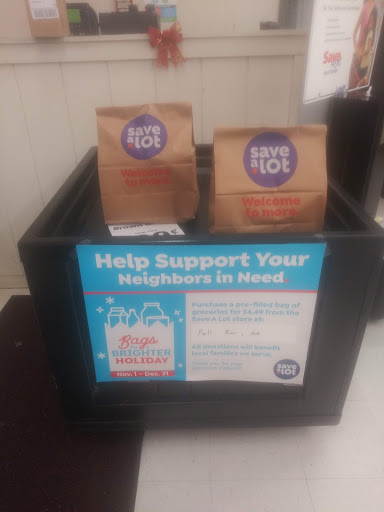 save
a lot
Welcome
to more.
save
a lot
Welcome
to more.
Help Support Your
Neighbors in Need.
Bags
BRIGHTER
HOLIDAY
Nov. 1 - Dec. 31
Purchase a pre-filled bag of
groceries for $4.49 from the
Save A Lot store at:
All donations will benefit
local families we serve.
save
a lot